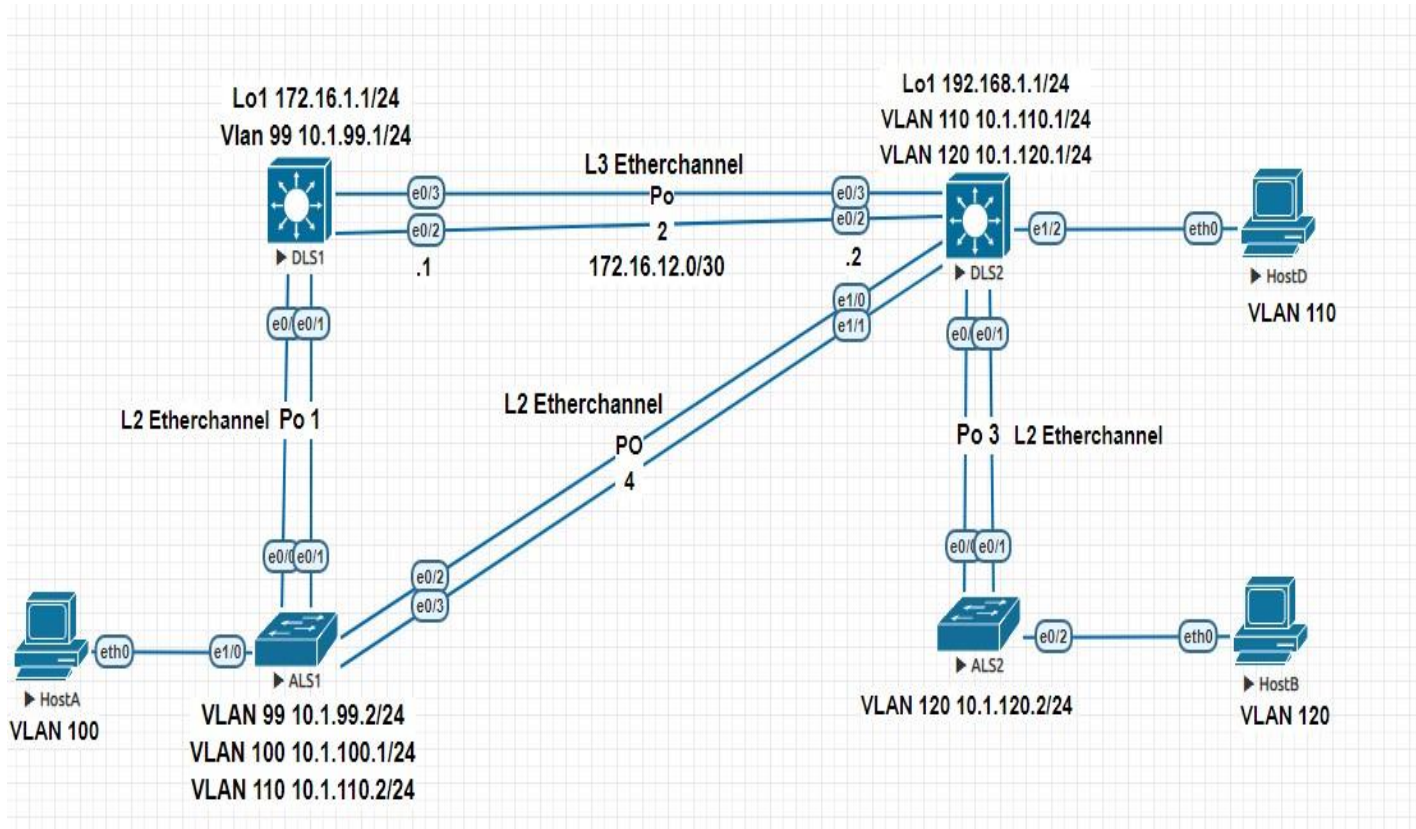 Lo1 172.16.1.1/24
Vlan 99 10.1.99.1/24
Lo1 192.168.1.1/24
VLAN 110 10.1.110.1/24
VLAN 120 10.1.120.1/24
L3 Etherchannel
Po
2
172.16.12.0/30
e0/3
e0/2
.1
e0/3
e0/2
.2
DLS1
DLS2
e1/2
eth0
HostD
VLAN 110
e0/1
e1/0
e1/1
e0/1
L2 Etherchannel Po 1
L2 Etherchannel
PO
4
Po 3 L2 Etherchannel
e0/1
e0/2
e0/3
e0/1
eth0
e1/0
HostA
VLAN 100
ALS1
VLAN 99 10.1.99.2/24
VLAN 100 10.1.100.1/24
VLAN 110 10.1.110.2/24
e0/2
eth0
ALS2
VLAN 120 10.1.120.2/24
HostB
VLAN 120